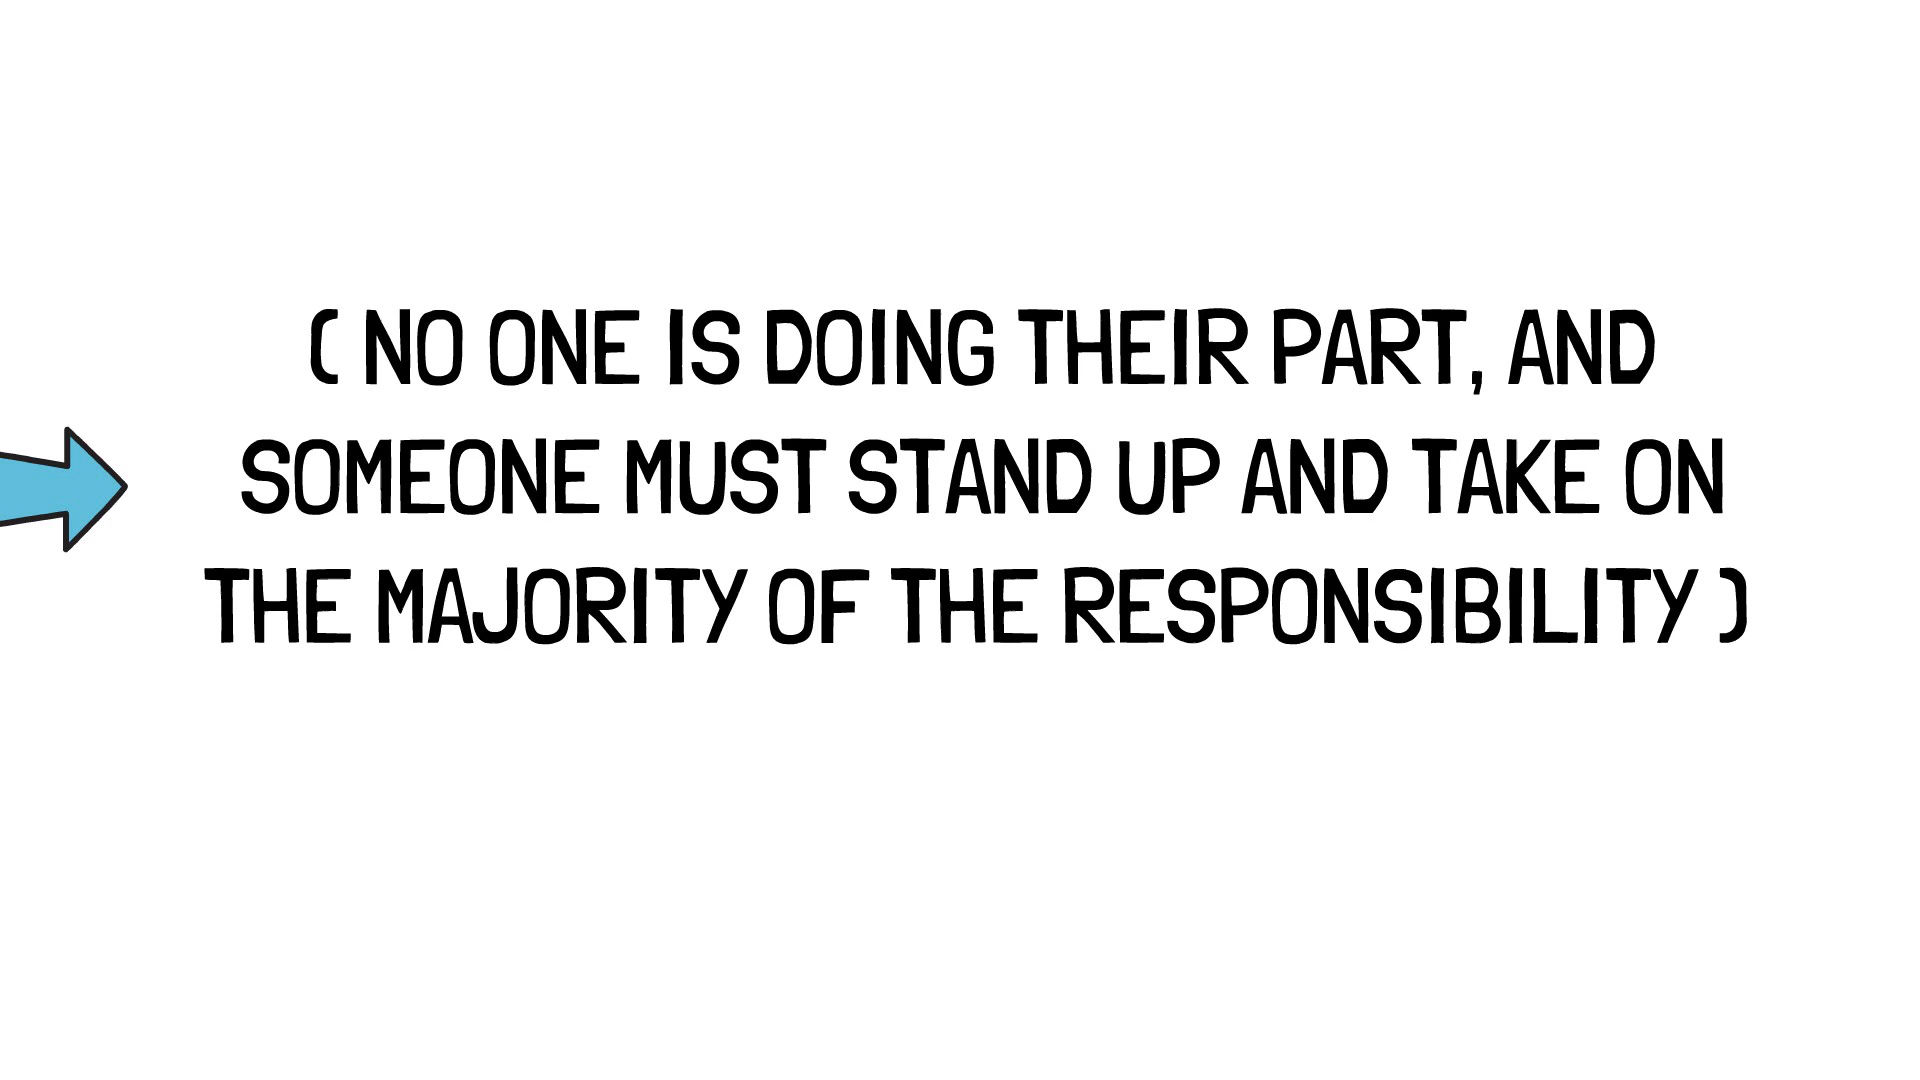 ( NO ONE IS DOING THEIR PART, AND
SOMEONE MUST STAND UP AND TAKE ON
THE MAJORITY OF THE RESPONSIBILITY )